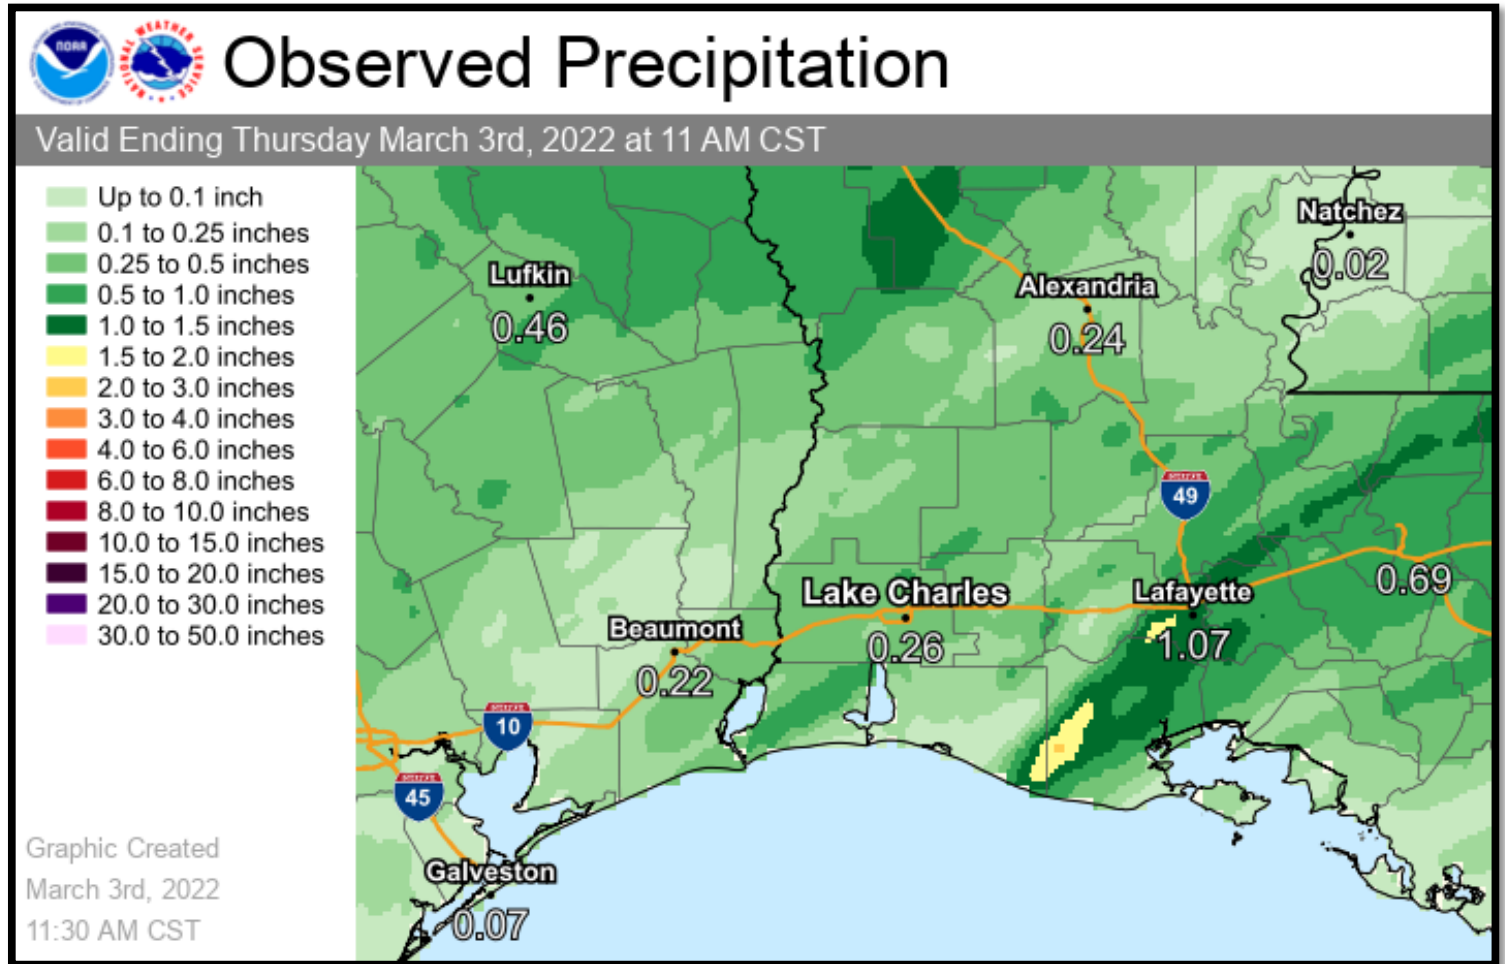 NOAA
NATIONAL WEATHER SERVICE
Observed Precipitation
Valid Ending Thursday March 3rd, 2022 at 11 AM CST
Up to 0.1 inch
0.1 to 0.25 inches
0.25 to 0.5 inches
0.5 to 1.0 inches
1.0 to 1.5 inches
1.5 to 2.0 inches
2.0 to 3.0 inches
3.0 to 4.0 inches
4.0 to 6.0 inches
6.0 to 8.0 inches
8.0 to 10.0 inches
10.0 to 15.0 inches
15.0 to 20.0 inches
20.0 to 30.0 inches
30.0 to 50.0 inches
Graphic Created
March 3rd, 2022
11:30 AM CST
Natchez
0.02
Lufkin
0.46
Alexandria
0.24
49
0.69
Lake Charles
0.26
Lafayette
1.07
Beaumont
0.22
10
45
Galveston
0.07